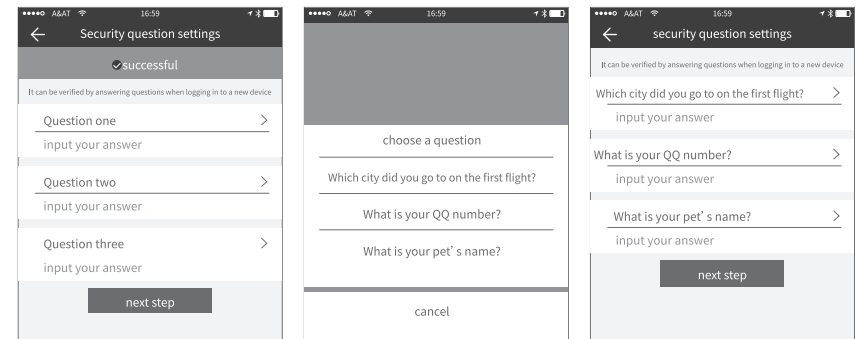 A&AT 16:59
Security question settings
successful
It can be verified by answering questions when logging in to a new device
Question one
input your answer
Question two
input your answer
Question three
input your answer
next step
A&AT 16:59
choose a question
Which city did you go to on the first flight?
What is your QQ number?
What is your pet’s name?
cancel
A&AT 16:59
security question settings
It can be verified by answering questions when logging in to a new device
Which city did you go to on the first flight?
input your answer
What is your QQ number?
input your answer
What is your pet’s name?
input your answer
next step